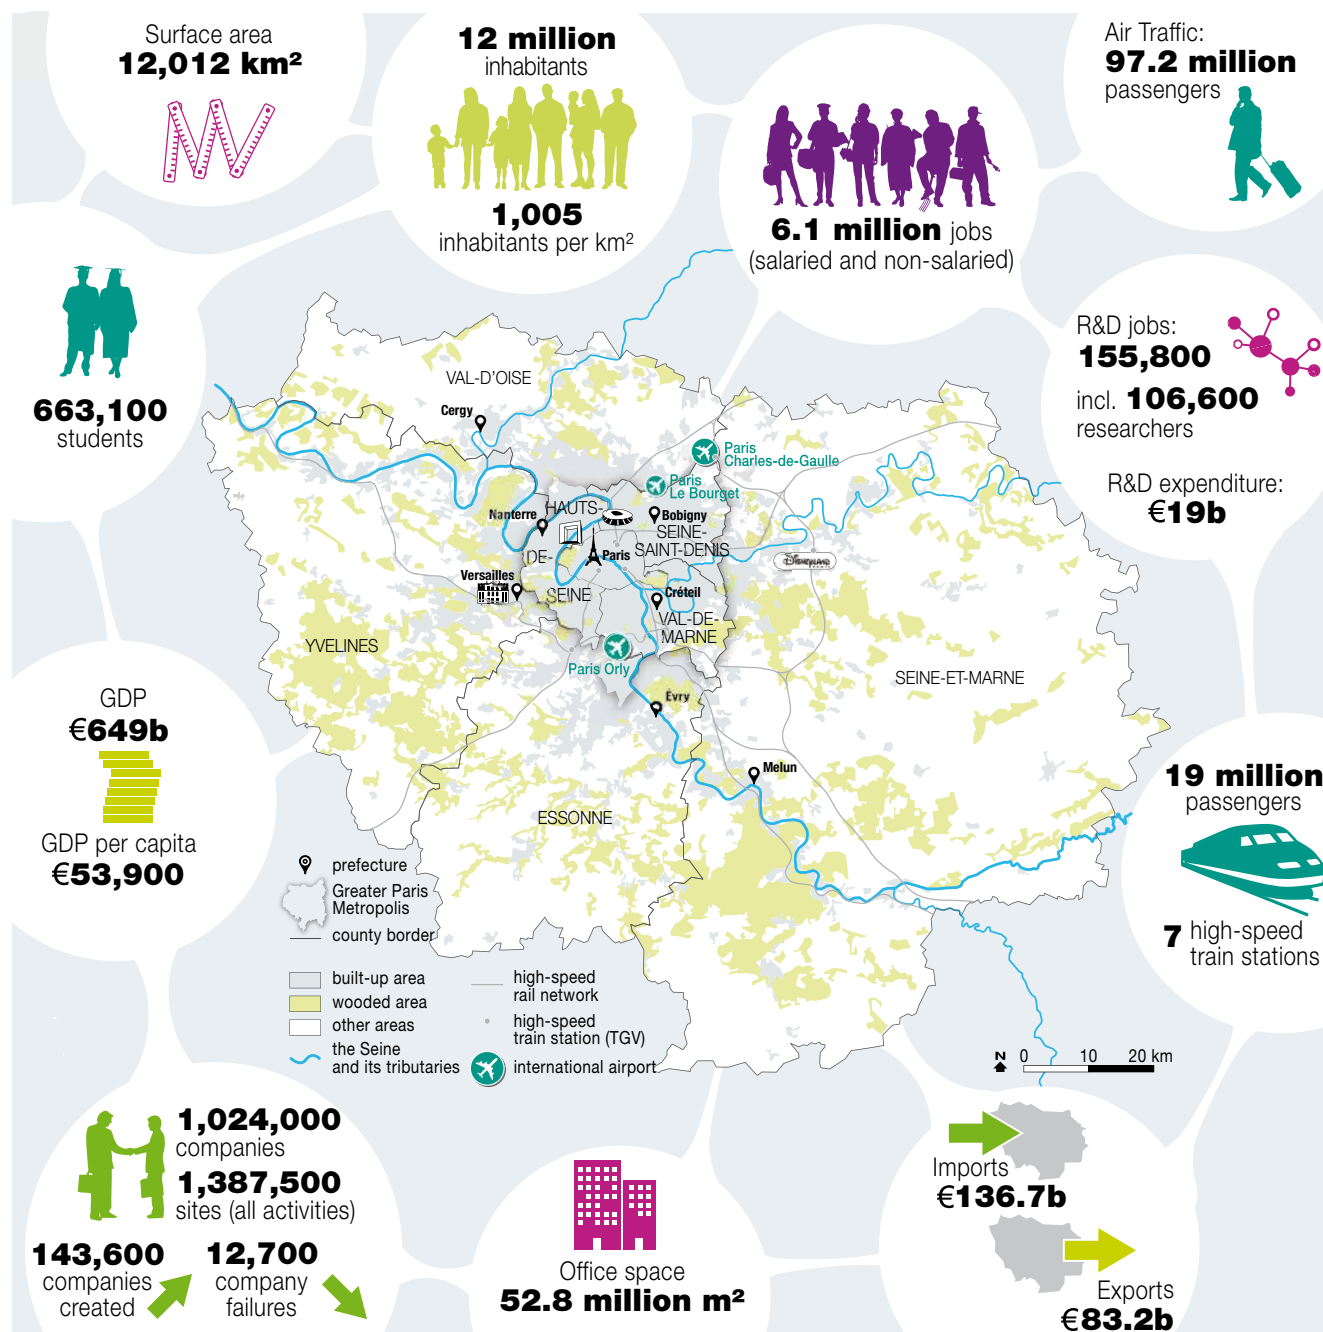 Surface area
12,012 km²
12 million
inhabitants
1,005
inhabitants per km²
6.1 million jobs
(salaried and non-salaried)
Air Traffic:
97.2 million
passengers
663,100
students
R&D jobs:
155,800
incl. 106,600
researchers
R&D expenditure:
€19b
VAL-D'OISE
Cergy
Paris
Charles-de-Gaulle
Paris
Le Bourget
Nanterre
HAUTS-
DE-
SEINE
Bobigny
SEINE-
SAINT-DENIS
Paris
Disneyland
Versailles
Créteil
VAL-DE-
MARNE
YVELINES
Paris Orly
SEINE-ET-MARNE
Évry
Melun
ESSONNE
GDP
€649b
GDP per capita
€53,900
19 million
passengers
7 high-speed
train stations
prefecture
Greater Paris
Metropolis
county border
built-up area
wooded area
other areas
the Seine
and its tributaries
high-speed
rail network
high-speed
train station (TGV)
international airport
N 0 10 20 km
1,024,000
companies
1,387,500
sites (all activities)
143,600
companies
created
12,700
company
failures
Office space
52.8 million m²
Imports
€136.7b
Exports
€83.2b